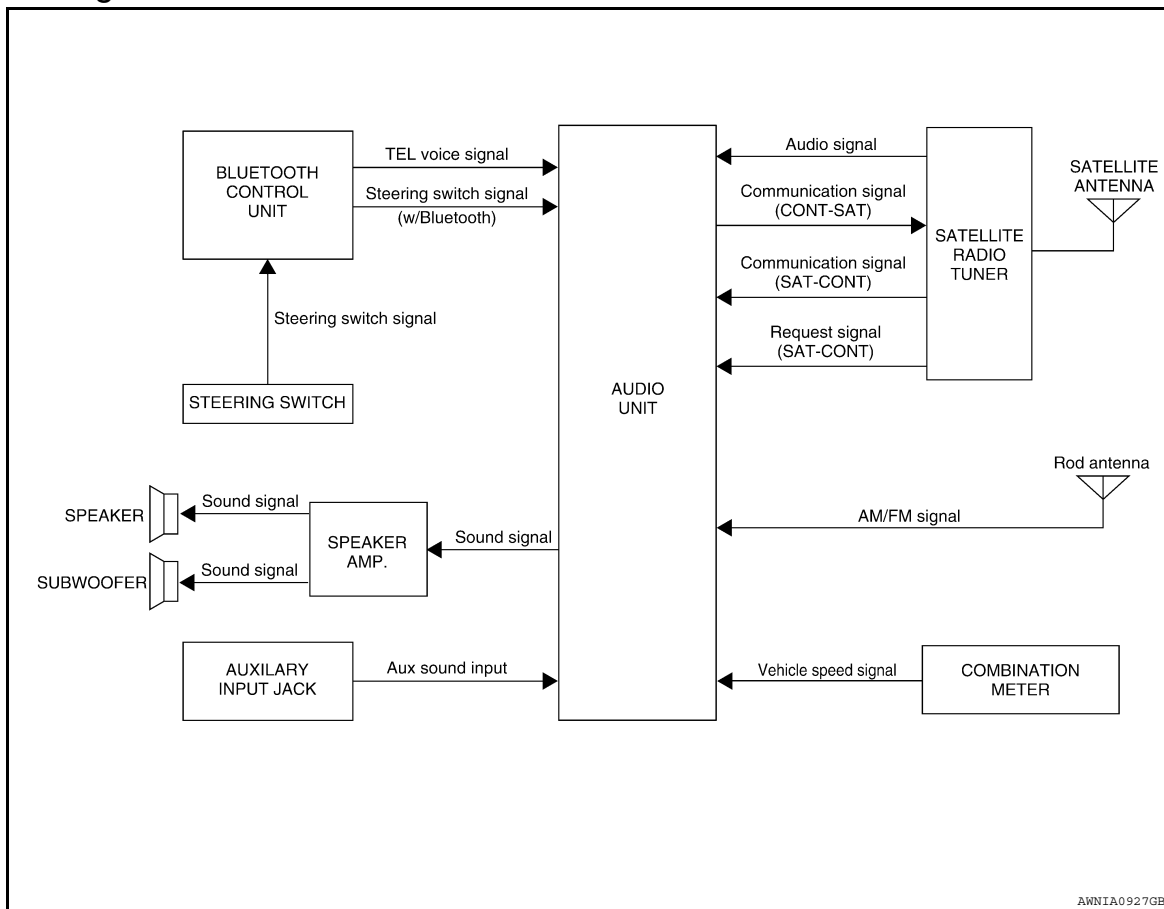 BLUETOOTH
CONTROL
UNIT
TEL voice signal
Steering switch signal
(w/Bluetooth)
Steering switch signal
STEERING SWITCH
SPEAKER
Sound signal
SUBWOOFER
Sound signal
SPEAKER
AMP.
Sound signal
AUXILARY
INPUT JACK
Aux sound input
AUDIO
UNIT
Audio signal
Communication signal
(CONT-SAT)
Communication signal
(SAT-CONT)
Request signal
(SAT-CONT)
SATELLITE
RADIO
TUNER
SATELLITE
ANTENNA
Rod antenna
AM/FM signal
Vehicle speed signal
COMBINATION
METER
AWNIA0927GB